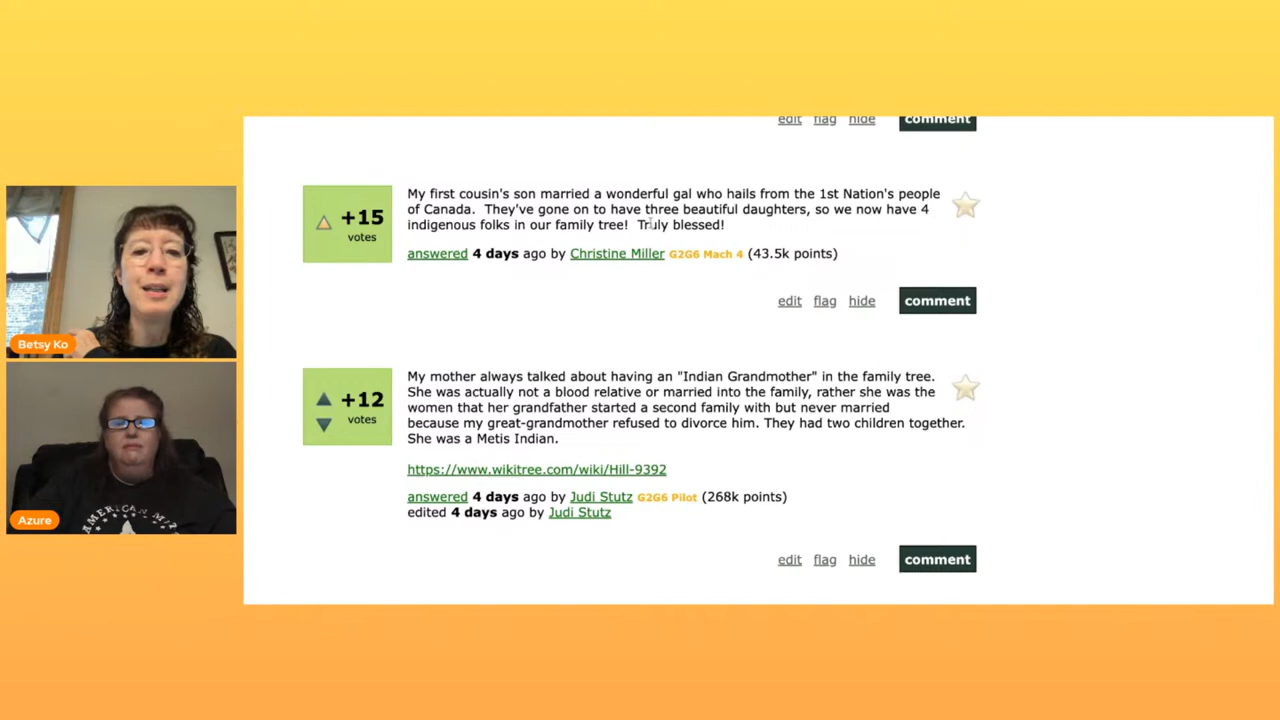 edit flag hide comment
My first cousin's son married a wonderful gal who hails from the 1st Nation's people
of Canada. They've gone on to have three beautiful daughters, so we now have 4
indigenous folks in our family tree! Truly blessed!
+15
votes
answered 4 days ago by Christine Miller G2G6 Mach 4 (43.5k points)
edit flag hide comment
My mother always talked about having an "Indian Grandmother" in the family tree.
She was actually not a blood relative or married into the family, rather she was the
women that her grandfather started a second family with but never married
because my great-grandmother refused to divorce him. They had two children together.
She was a Metis Indian.
+12
votes
https://www.wikitree.com/wiki/Hill-9392
answered 4 days ago by Judi Stutz G2G6 Pilot (268k points)
edited 4 days ago by Judi Stutz
edit flag hide comment
Betsy Ko
Azure